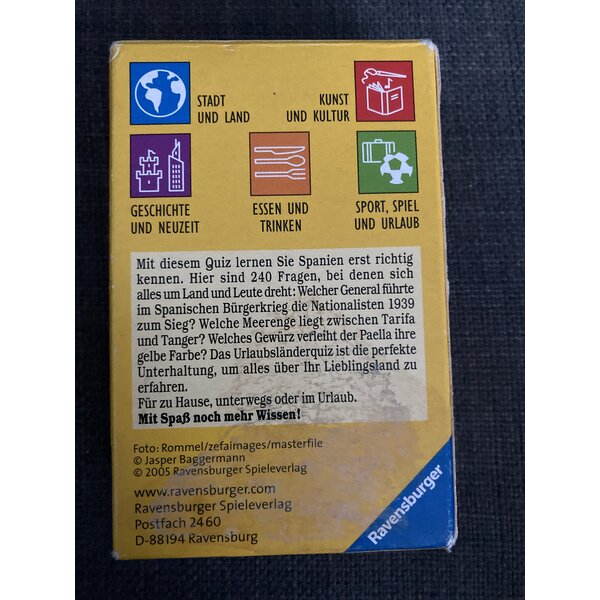 STADT
UND LAND
KUNST
UND KULTUR
GESCHICHTE
UND NEUZEIT
ESSEN UND
TRINKEN
SPORT, SPIEL
UND URLAUB
Mit diesem Quiz lernen Sie Spanien erst richtig
kennen. Hier sind 240 Fragen, bei denen sich
alles um Land und Leute dreht: Welcher General führte
im Spanischen Bürgerkrieg die Nationalisten 1939
zum Sieg? Welche Meerenge liegt zwischen Tarifa
und Tanger? Welches Gewürz verleiht der Paella ihre
gelbe Farbe? Das Urlaubsländerquiz ist die perfekte
Unterhaltung, um alles über Ihr Lieblingsland zu
erfahren.
Für zu Hause, unterwegs oder im Urlaub.
Mit Spaß noch mehr Wissen!
Foto: Rommel/zefaimages/masterfile
© Jasper Baggermann
© 2005 Ravensburger Spieleverlag
www.ravensburger.com
Ravensburger Spieleverlag
Postfach 24 60
D-88194 Ravensburg
Ravensburger